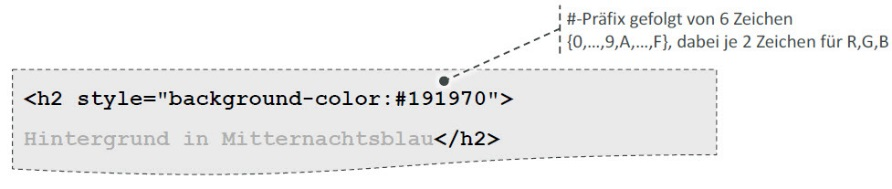 #-Präfix gefolgt von 6 Zeichen
{0,...,9,A,...,F}, dabei je 2 Zeichen für R,G,B
<h2 style="background-color:#191970">
Hintergrund in Mitternachtsblau</h2>